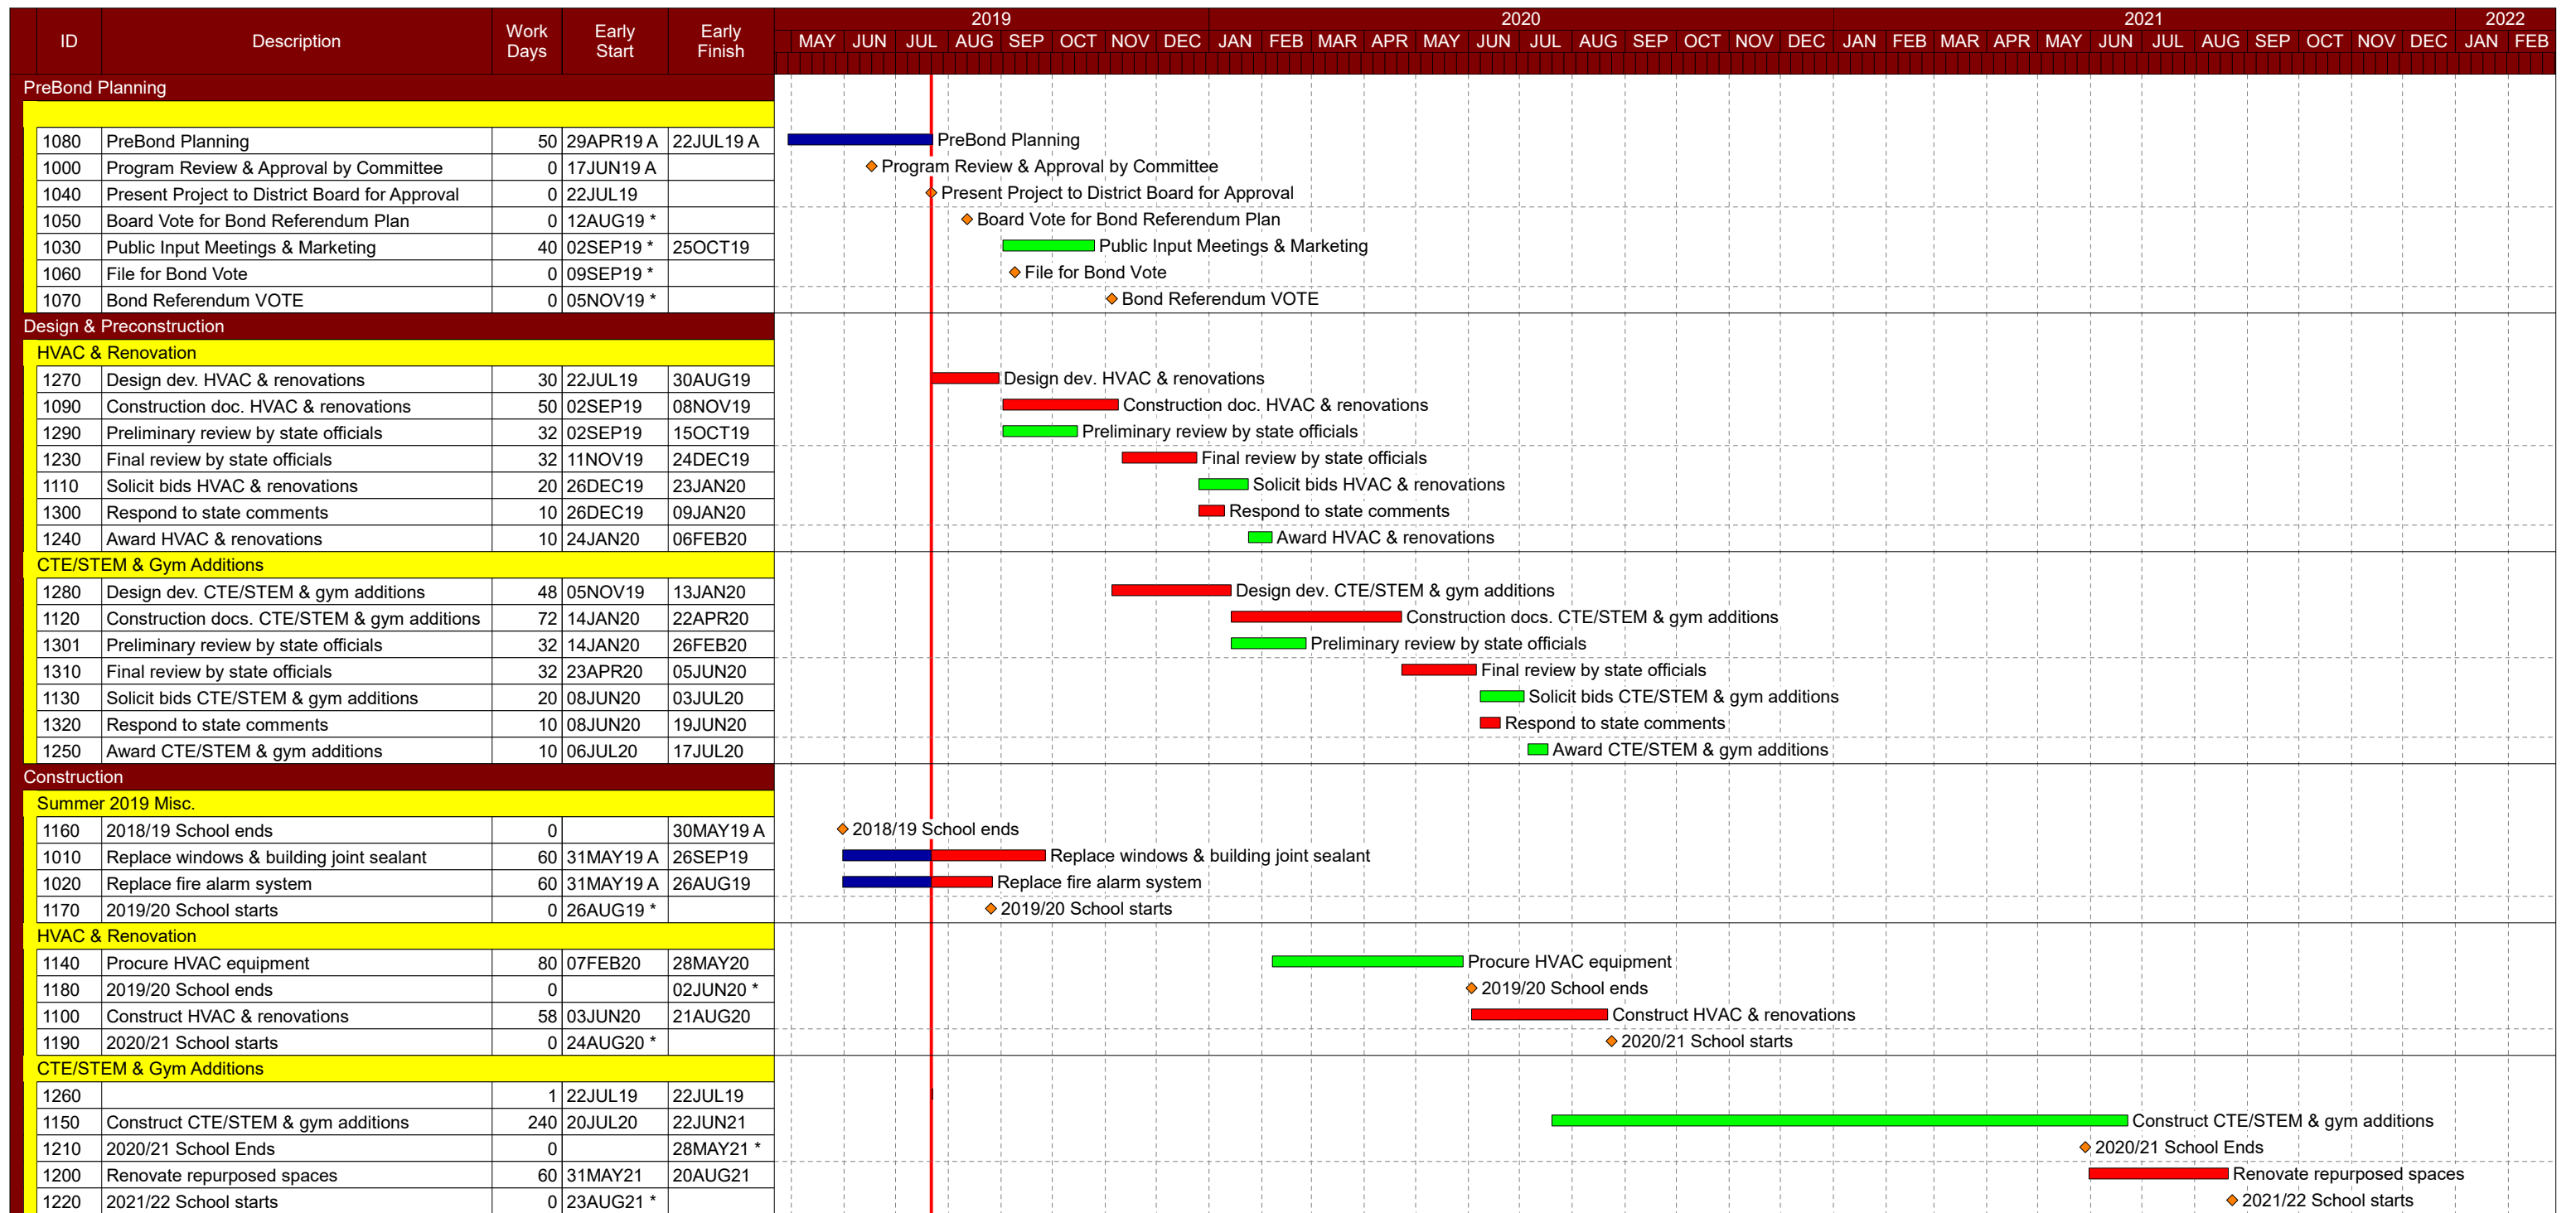 2019 2020 2021 2022
ID Description Work Days Early Start Early Finish MAY JUN JUL AUG SEP OCT NOV DEC JAN FEB MAR APR MAY JUN JUL AUG SEP OCT NOV DEC JAN FEB MAR APR MAY JUN JUL AUG SEP OCT NOV DEC JAN FEB
PreBond Planning
1080 PreBond Planning 50 29APR19 A 22JUL19 A PreBond Planning
1000 Program Review & Approval by Committee 0 17JUN19 A Program Review & Approval by Committee
1040 Present Project to District Board for Approval 0 22JUL19 Present Project to District Board for Approval
1050 Board Vote for Bond Referendum Plan 0 12AUG19 * Board Vote for Bond Referendum Plan
1030 Public Input Meetings & Marketing 40 02SEP19 * 25OCT19 Public Input Meetings & Marketing
1060 File for Bond Vote 0 09SEP19 * File for Bond Vote
1070 Bond Referendum VOTE 0 05NOV19 * Bond Referendum VOTE
Design & Preconstruction
HVAC & Renovation
1270 Design dev. HVAC & renovations 30 22JUL19 30AUG19 Design dev. HVAC & renovations
1090 Construction doc. HVAC & renovations 50 02SEP19 08NOV19 Construction doc. HVAC & renovations
1290 Preliminary review by state officials 32 02SEP19 15OCT19 Preliminary review by state officials
1230 Final review by state officials 32 11NOV19 24DEC19 Final review by state officials
1110 Solicit bids HVAC & renovations 20 26DEC19 23JAN20 Solicit bids HVAC & renovations
1300 Respond to state comments 10 26DEC19 09JAN20 Respond to state comments
1240 Award HVAC & renovations 10 24JAN20 06FEB20 Award HVAC & renovations
CTE/STEM & Gym Additions
1280 Design dev. CTE/STEM & gym additions 48 05NOV19 13JAN20 Design dev. CTE/STEM & gym additions
1120 Construction docs. CTE/STEM & gym additions 72 14JAN20 22APR20 Construction docs. CTE/STEM & gym additions
1301 Preliminary review by state officials 32 14JAN20 26FEB20 Preliminary review by state officials
1310 Final review by state officials 32 23APR20 05JUN20 Final review by state officials
1130 Solicit bids CTE/STEM & gym additions 20 08JUN20 03JUL20 Solicit bids CTE/STEM & gym additions
1320 Respond to state comments 10 08JUN20 19JUN20 Respond to state comments
1250 Award CTE/STEM & gym additions 10 06JUL20 17JUL20 Award CTE/STEM & gym additions
Construction
Summer 2019 Misc.
1160 2018/19 School ends 0 30MAY19 A 2018/19 School ends
1010 Replace windows & building joint sealant 60 31MAY19 A 26SEP19 Replace windows & building joint sealant
1020 Replace fire alarm system 60 31MAY19 A 26AUG19 Replace fire alarm system
1170 2019/20 School starts 0 26AUG19 * 2019/20 School starts
HVAC & Renovation
1140 Procure HVAC equipment 80 07FEB20 28MAY20 Procure HVAC equipment
1180 2019/20 School ends 0 02JUN20 * 2019/20 School ends
1100 Construct HVAC & renovations 58 03JUN20 21AUG20 Construct HVAC & renovations
1190 2020/21 School starts 0 24AUG20 * 2020/21 School starts
CTE/STEM & Gym Additions
1260 1 22JUL19 22JUL19
1150 Construct CTE/STEM & gym additions 240 20JUL20 22JUN21 Construct CTE/STEM & gym additions
1210 2020/21 School Ends 0 28MAY21 * 2020/21 School Ends
1200 Renovate repurposed spaces 60 31MAY21 20AUG21 Renovate repurposed spaces
1220 2021/22 School starts 0 23AUG21 * 2021/22 School starts